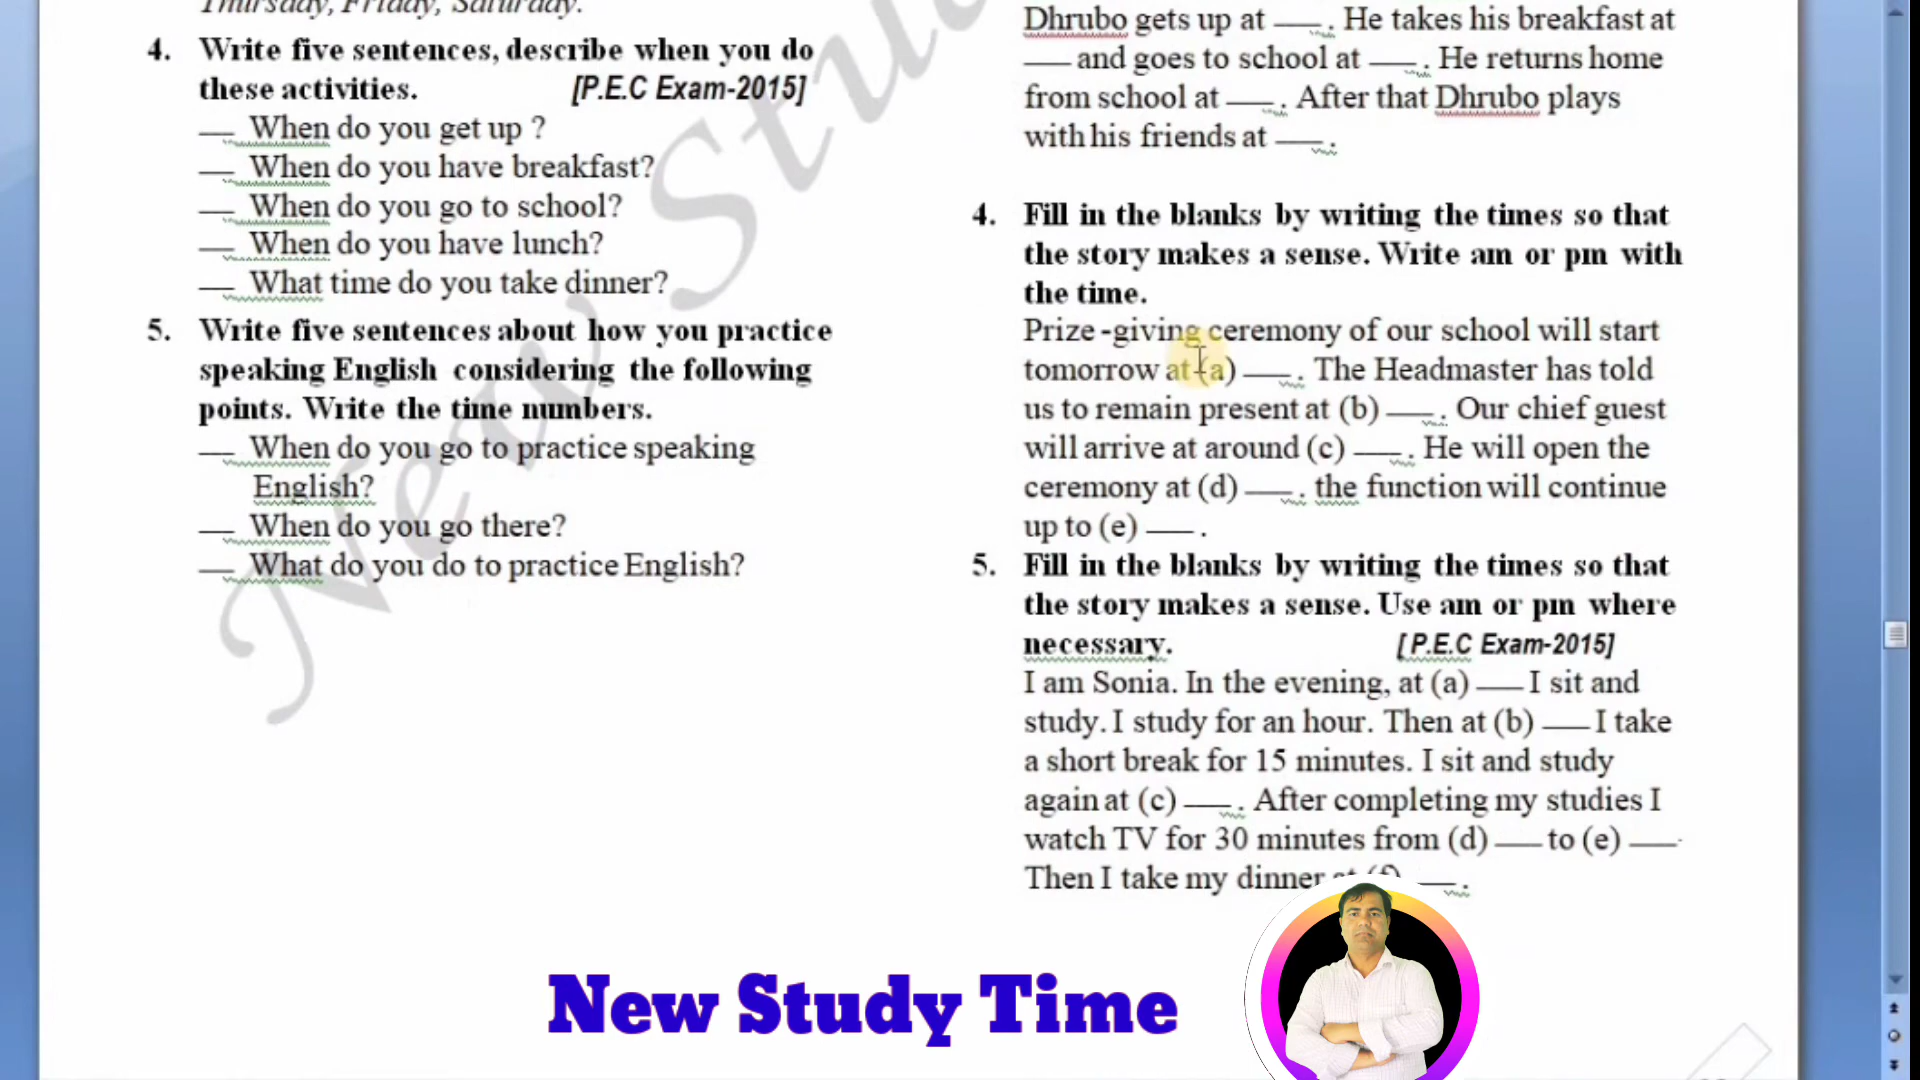 Thursday, Friday, Saturday.
4. Write five sentences, describe when you do
these activities. [P.E.C Exam-2015]
__ When do you get up ?
__ When do you have breakfast?
__ When do you go to school?
__ When do you have lunch?
__ What time do you take dinner?
5. Write five sentences about how you practice
speaking English considering the following
points. Write the time numbers.
__ When do you go to practice speaking
English?
__ When do you go there?
__ What do you do to practice English?
Dhrubo gets up at ___ . He takes his breakfast at
___ and goes to school at ___ . He returns home
from school at ___ . After that Dhrubo plays
with his friends at ___ .
4. Fill in the blanks by writing the times so that
the story makes a sense. Write am or pm with
the time.
Prize -giving ceremony of our school will start
tomorrow at (a) ___ . The Headmaster has told
us to remain present at (b) ___ . Our chief guest
will arrive at around (c) ___ . He will open the
ceremony at (d) ___ . the function will continue
up to (e) ___ .
5. Fill in the blanks by writing the times so that
the story makes a sense. Use am or pm where
necessary. [ P.E.C Exam-2015]
I am Sonia. In the evening, at (a) ___ I sit and
study. I study for an hour. Then at (b) ___ I take
a short break for 15 minutes. I sit and study
again at (c) ___ . After completing my studies I
watch TV for 30 minutes from (d) ___ to (e) ___ .
Then I take my dinner at (f) ___ .
New Stu
New Study Time